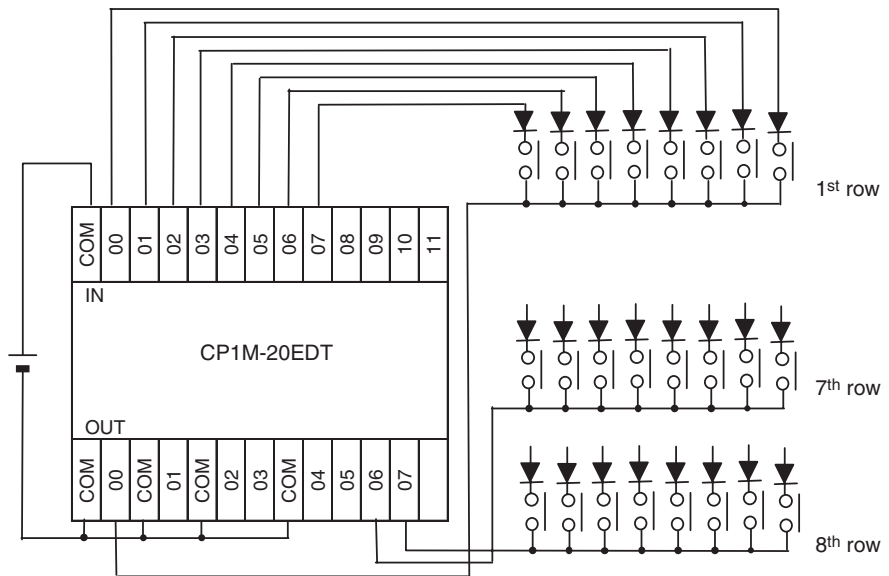 1st row
COM 00 01 02 03 04 05 06 07 08 09 10 11
IN
CP1M-20EDT
7th row
OUT
COM 00 COM 01 COM 02 03 COM 04 05 06 07
8th row